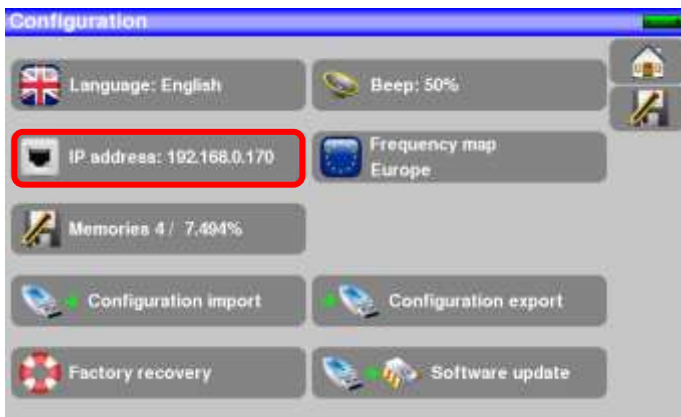 Configuration
Language: English
Beep: 50%
IP address: 192.168.0.170
Frequency map
Europe
Memories 4 / 7.494%
Configuration import
Configuration export
Factory recovery
Software update